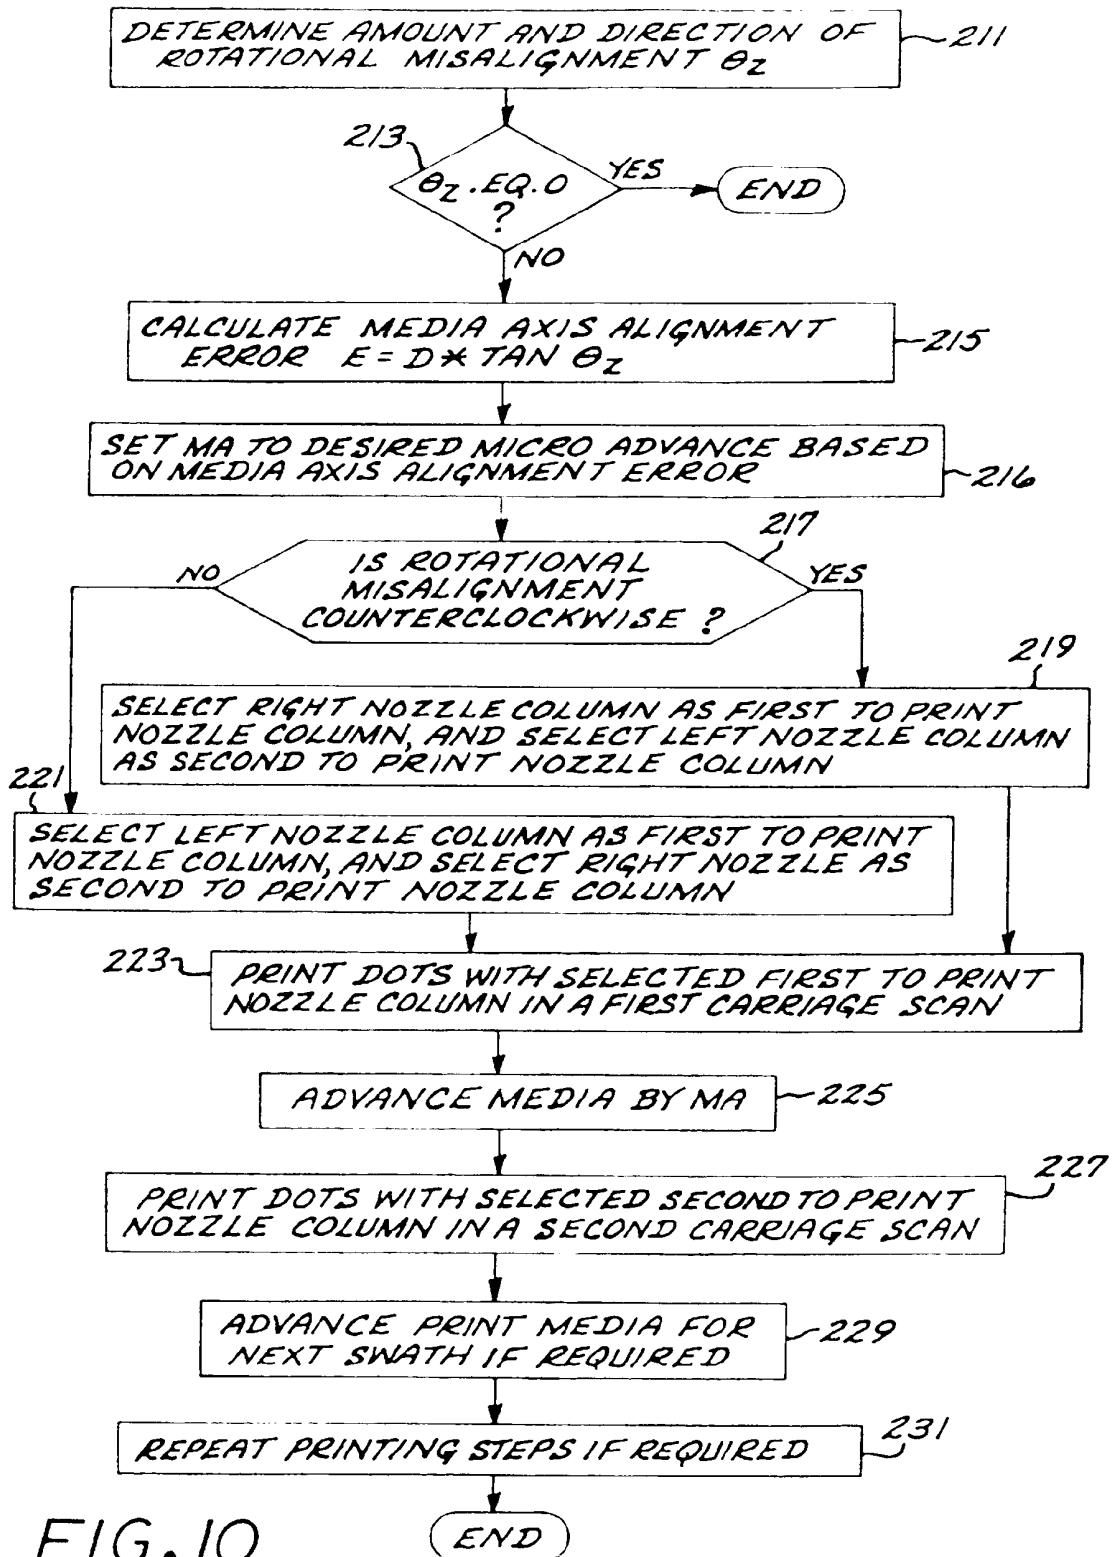 DETERMINE AMOUNT AND DIRECTION OF
ROTATIONAL MISALIGNMENT θZ
211
213
θZ.EQ.0
?
YES
END
NO
CALCULATE MEDIA AXIS ALIGNMENT
ERROR E = D* TAN θZ
215
SET MA TO DESIRED MICRO ADVANCE BASED
ON MEDIA AXIS ALIGNMENT ERROR
216
217
NO
IS ROTATIONAL
MISALIGNMENT
COUNTERCLOCKWISE ?
YES
219
SELECT RIGHT NOZZLE COLUMN AS FIRST TO PRINT
NOZZLE COLUMN, AND SELECT LEFT NOZZLE COLUMN
AS SECOND TO PRINT NOZZLE COLUMN
221
SELECT LEFT NOZZLE COLUMN AS FIRST TO PRINT
NOZZLE COLUMN, AND SELECT RIGHT NOZZLE AS
SECOND TO PRINT NOZZLE COLUMN
223
PRINT DOTS WITH SELECTED FIRST TO PRINT
NOZZLE COLUMN IN A FIRST CARRIAGE SCAN
ADVANCE MEDIA BY MA
225
227
PRINT DOTS WITH SELECTED SECOND TO PRINT
NOZZLE COLUMN IN A SECOND CARRIAGE SCAN
ADVANCE PRINT MEDIA FOR
NEXT SWATH IF REQUIRED
229
REPEAT PRINTING STEPS IF REQUIRED
231
END
FIG. 10